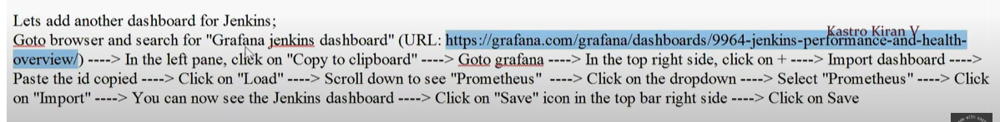 Lets add another dashboard for Jenkins;
Kastro Kiran V
Goto browser and search for "Grafana jenkins dashboard" (URL: https://grafana.com/grafana/dashboards/9964-jenkins-performance-and-health-
overview/) ----> In the left pane, click on "Copy to clipboard" ----> Goto grafana ----> In the top right side, click on + ----> Import dashboard ---->
Paste the id copied ----> Click on "Load" ----> Scroll down to see "Prometheus"  ----> Click on the dropdown ----> Select "Prometheus" ----> Click
on "Import" ----> You can now see the Jenkins dashboard ----> Click on "Save" icon in the top bar right side ----> Click on Save